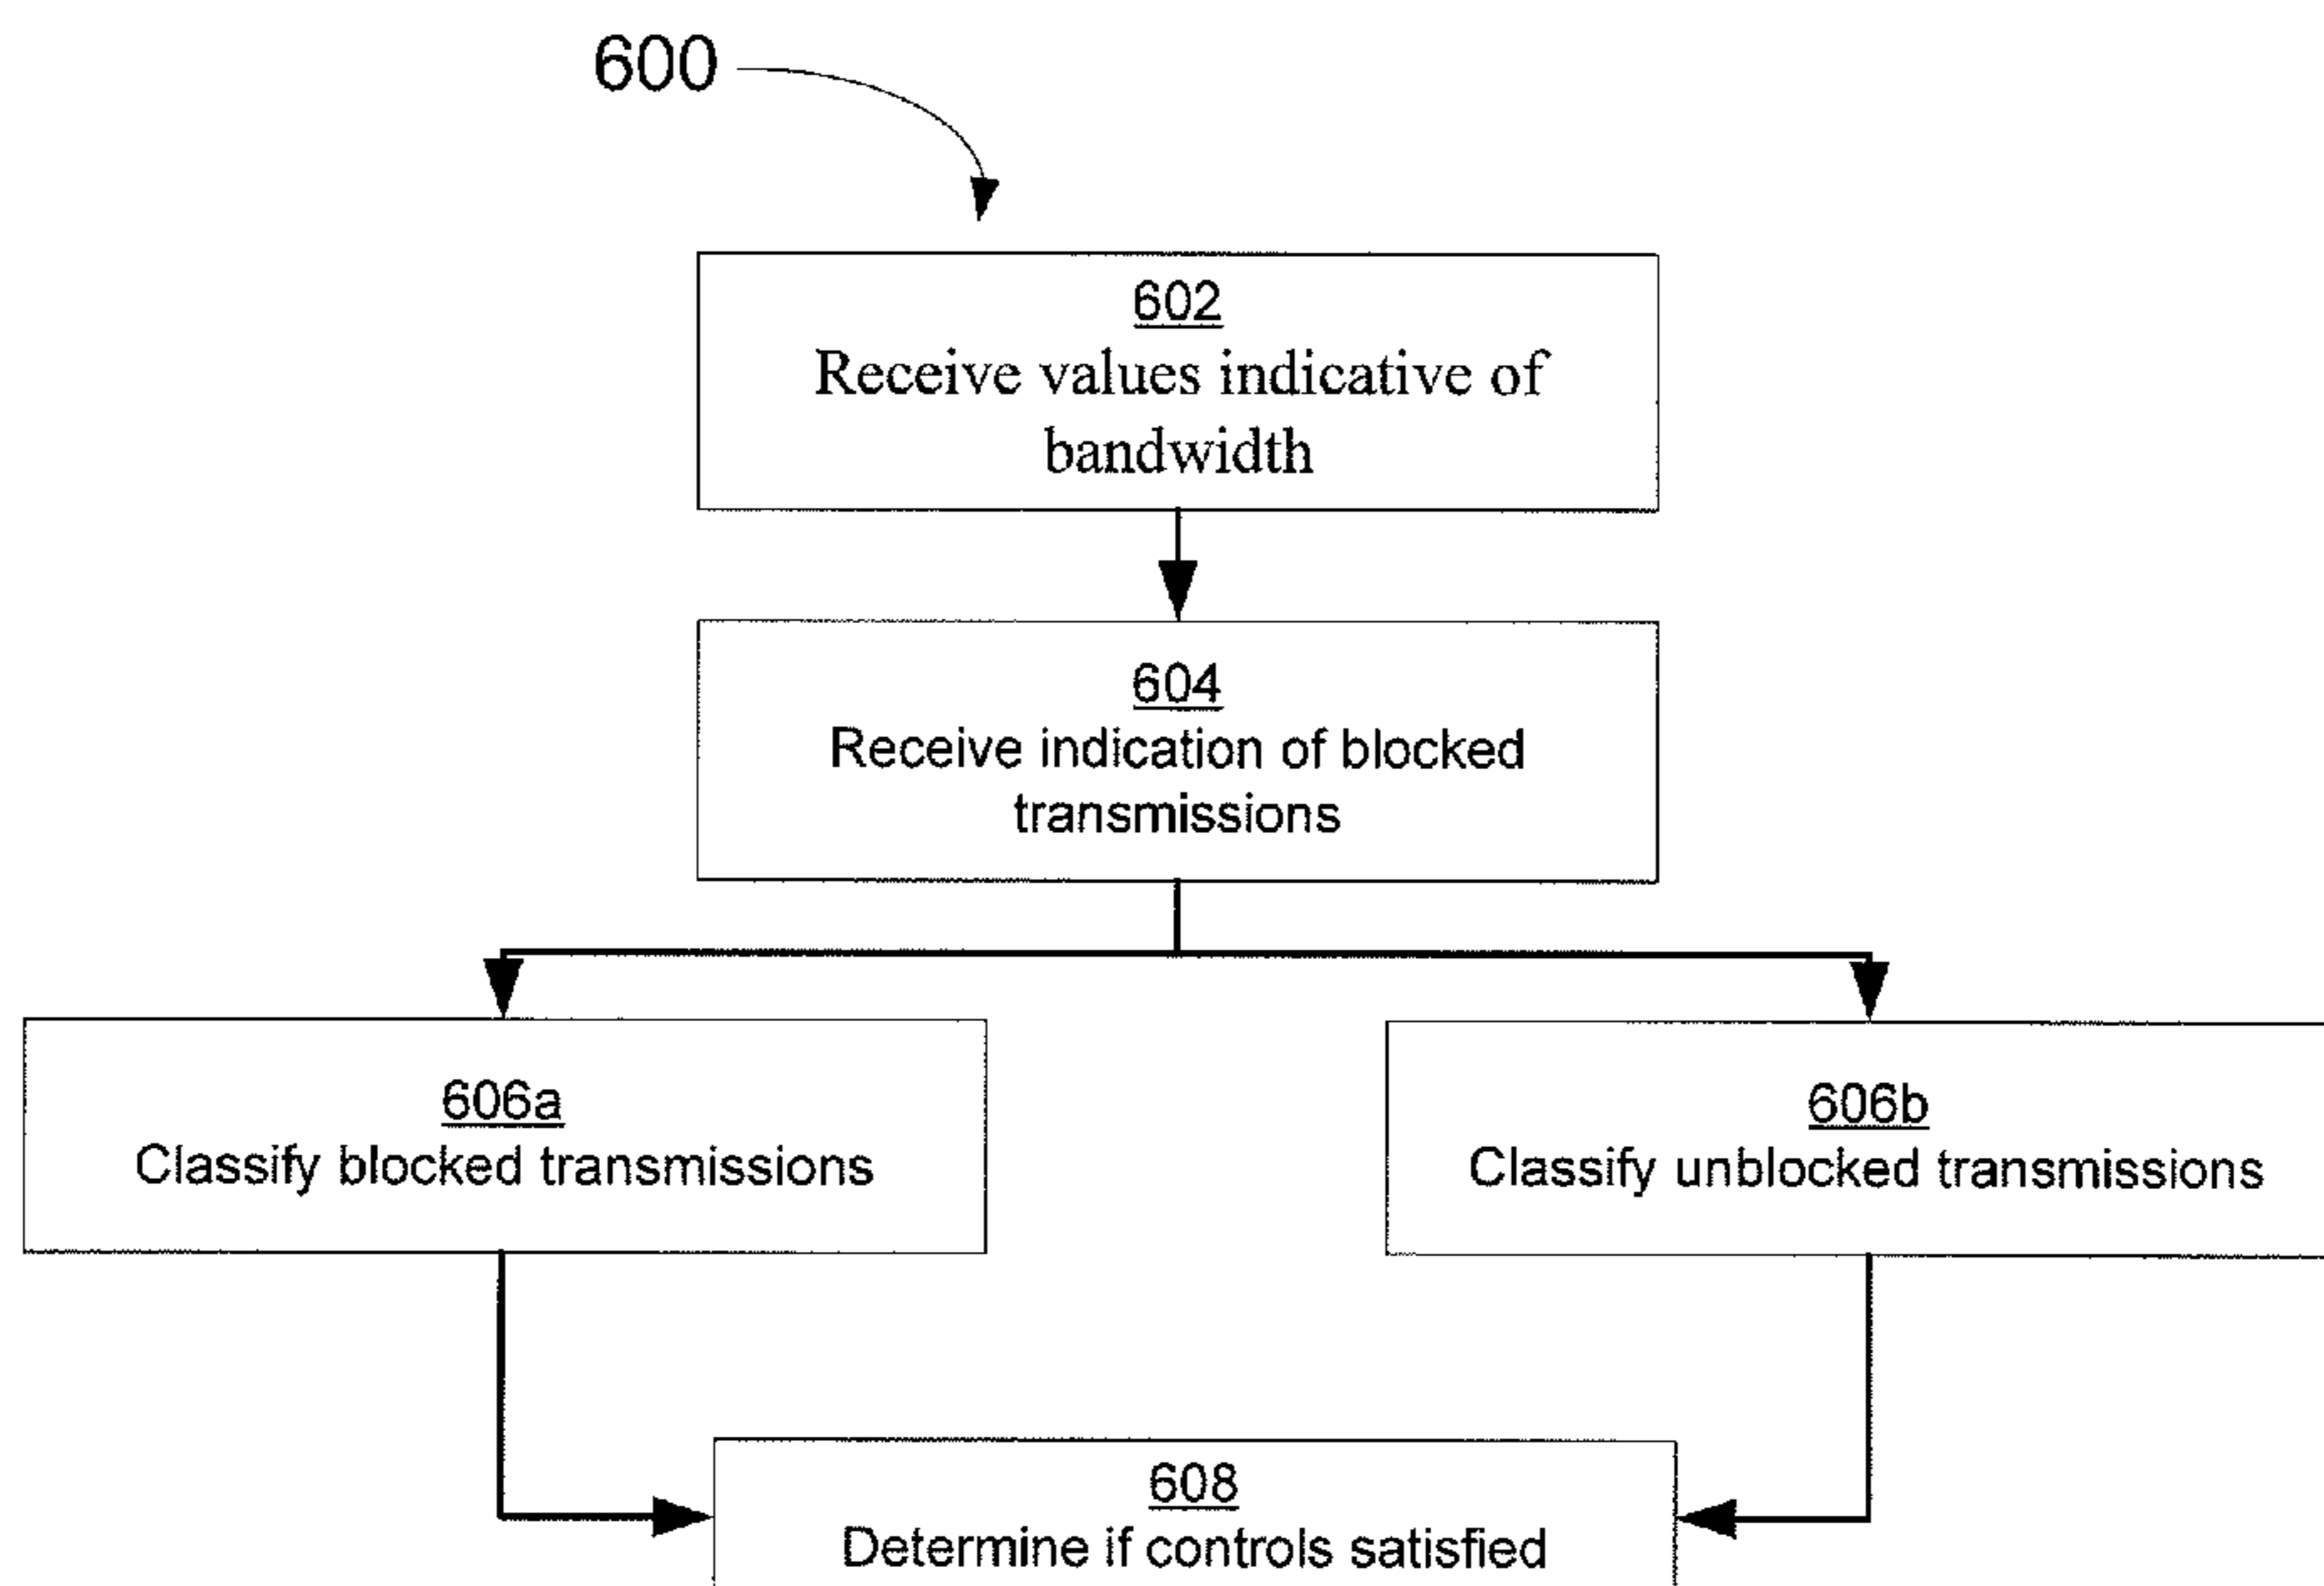 600
602
Receive values indicative of
bandwidth
604
Receive indication of blocked
transmissions
606a
Classify blocked transmissions
606b
Classify unblocked transmissions
608
Determine if controls satisfied